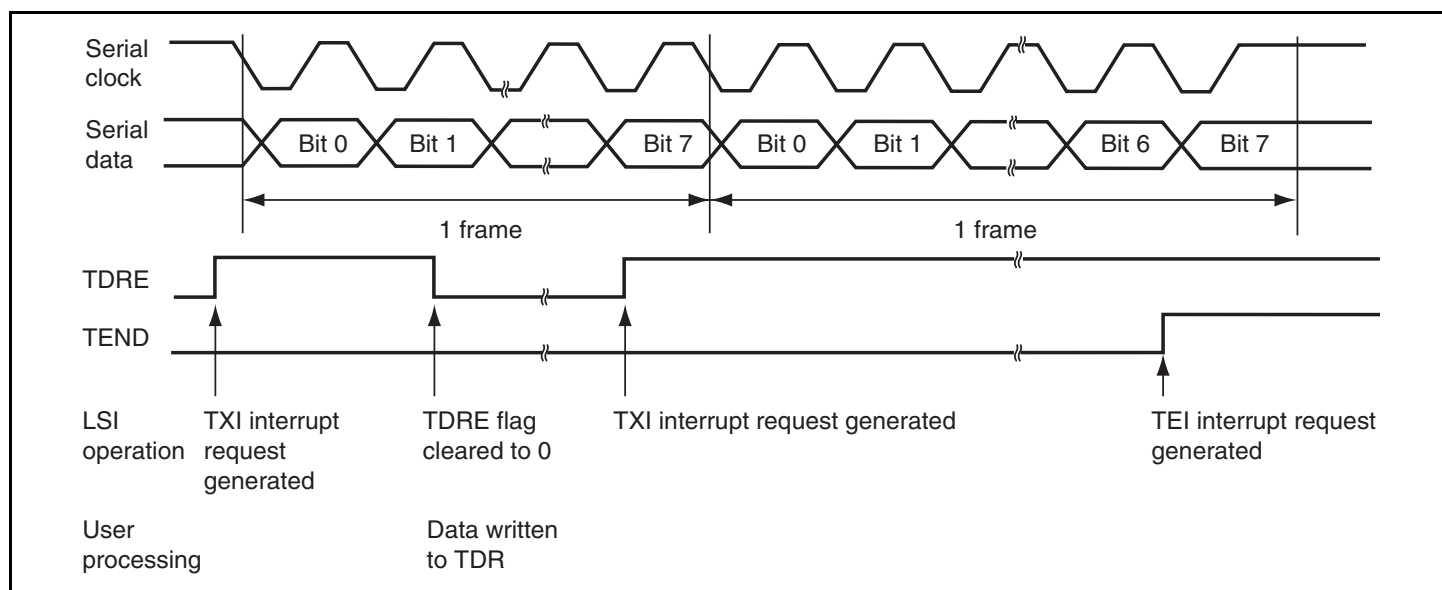 Serial
clock
Serial
data
Bit 0 Bit 1 Bit 7 Bit 0 Bit 1 Bit 6 Bit 7
1 frame 1 frame
TDRE
TEND
LSI
operation
TXI interrupt
request
generated
TDRE flag
cleared to 0
TXI interrupt request generated
TEI interrupt request
generated
User
processing
Data written
to TDR